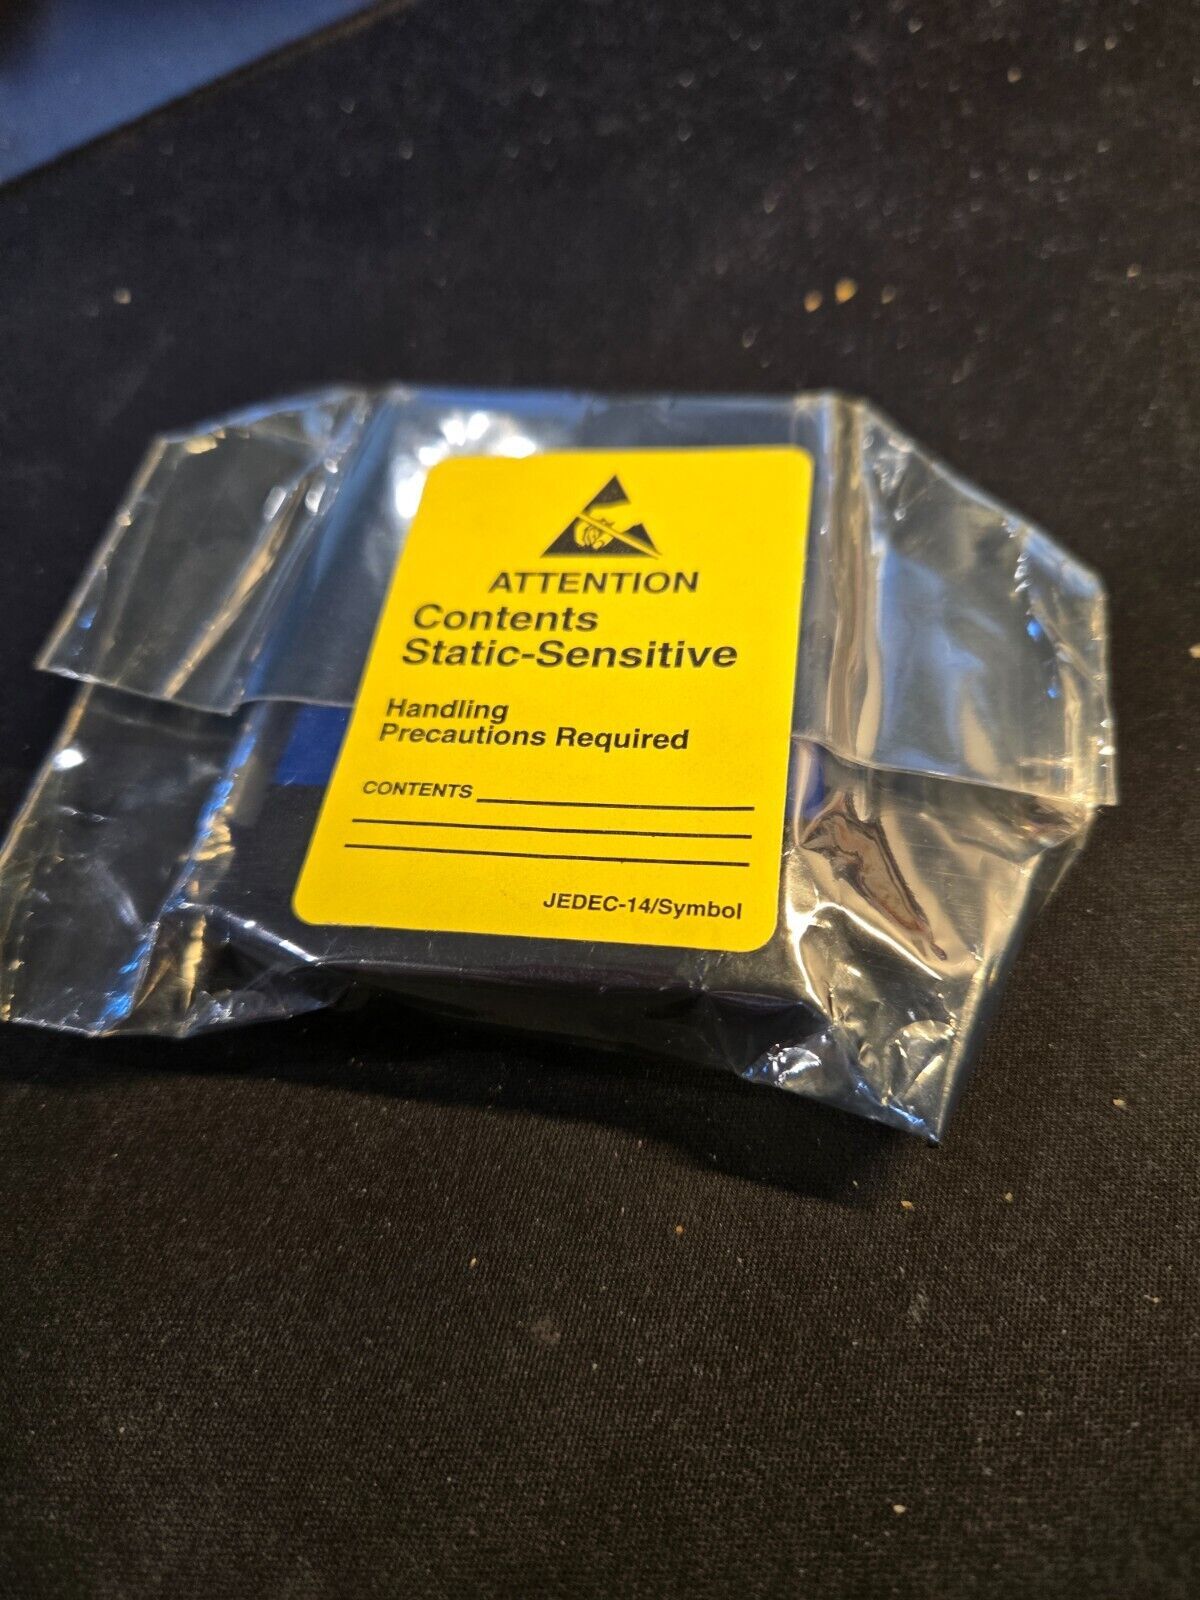 ATTENTION
Contents
Static-Sensitive
Handling
Precautions Required
CONTENTS
JEDEC-14/Symbol